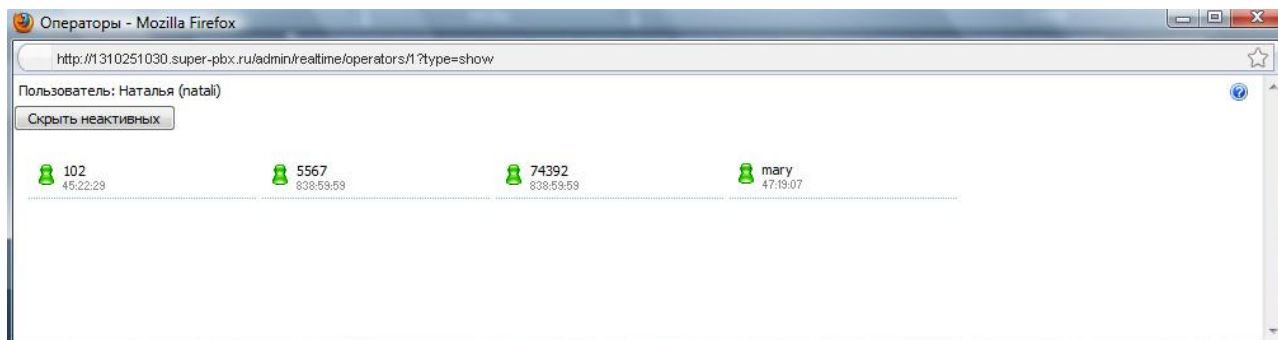 Операторы - Mozilla Firefox
http://1310251030.super-pbx.ru/admin/realtime/operators/1?type=show
Пользователь: Наталья (natali)
Скрыть неактивных
102 5567 74392 mary
45:22:29 838:59:59 838:59:59 47:19:07